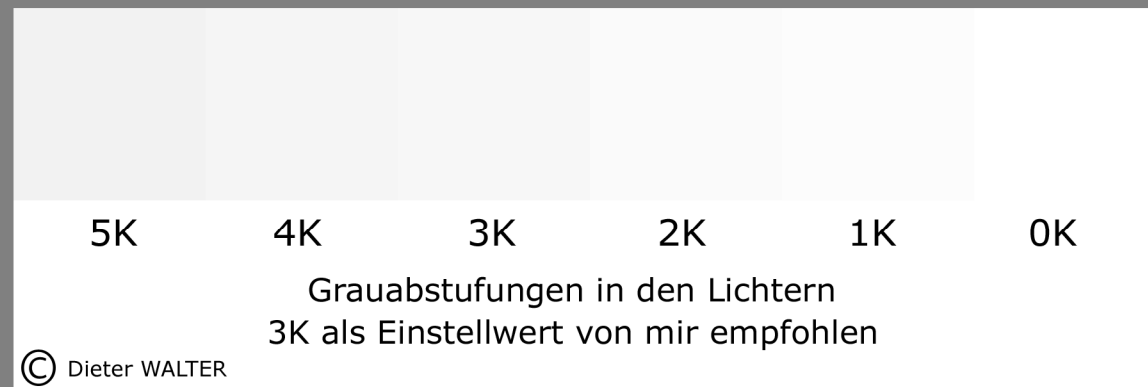 5K 4K 3K 2K 1K 0K
Grauabstufungen in den Lichtern
3K als Einstellwert von mir empfohlen
© Dieter WALTER